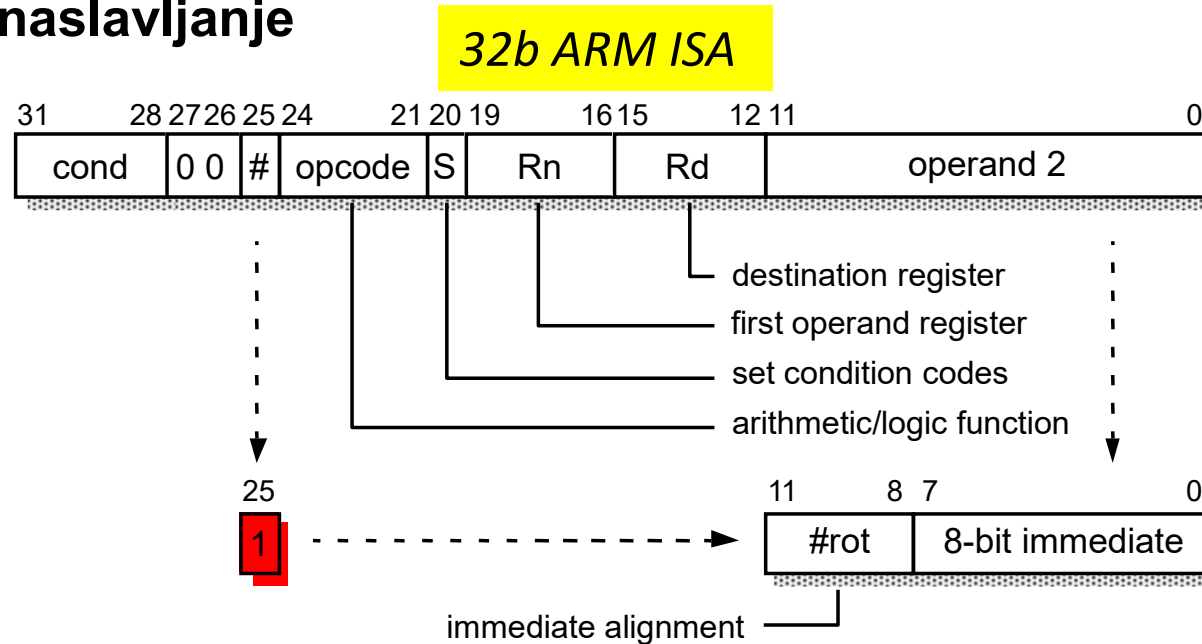 naslavljanje
32b ARM ISA
31 28 27 26 25 24 21 20 19 16 15 12 11 0
cond 0 0 # opcode S Rn Rd operand 2
destination register
first operand register
set condition codes
arithmetic/logic function
25 11 8 7 0
1 #rot 8-bit immediate
immediate alignment